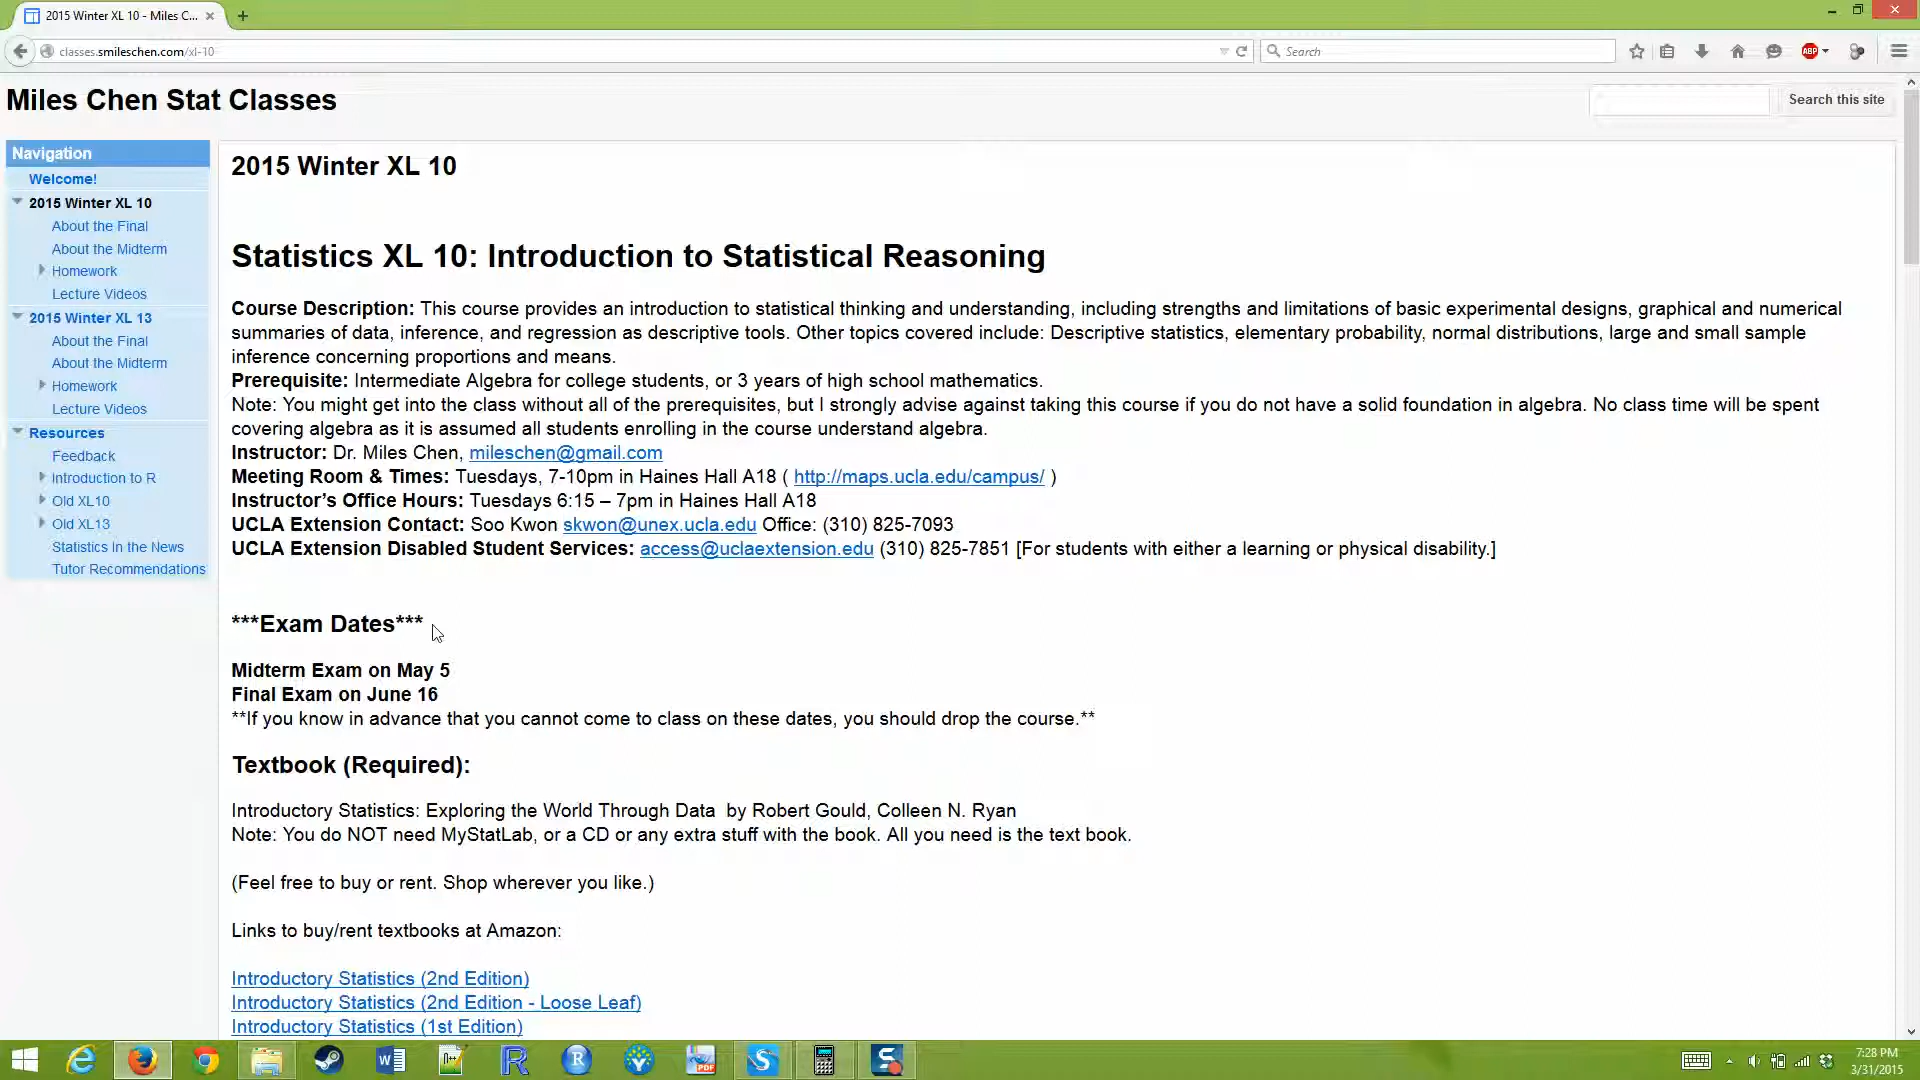 2015 Winter XL 10 - Miles C...
classes.smileschen.com/xl-10
Search
ABP
Miles Chen Stat Classes
Search this site
Navigation
Welcome!
2015 Winter XL 10
About the Final
About the Midterm
Homework
Lecture Videos
2015 Winter XL 13
About the Final
About the Midterm
Homework
Lecture Videos
Resources
Feedback
Introduction to R
Old XL10
Old XL13
Statistics in the News
Tutor Recommendations
2015 Winter XL 10
Statistics XL 10: Introduction to Statistical Reasoning
Course Description: This course provides an introduction to statistical thinking and understanding, including strengths and limitations of basic experimental designs, graphical and numerical
summaries of data, inference, and regression as descriptive tools. Other topics covered include: Descriptive statistics, elementary probability, normal distributions, large and small sample
inference concerning proportions and means.
Prerequisite: Intermediate Algebra for college students, or 3 years of high school mathematics.
Note: You might get into the class without all of the prerequisites, but I strongly advise against taking this course if you do not have a solid foundation in algebra. No class time will be spent
covering algebra as it is assumed all students enrolling in the course understand algebra.
Instructor: Dr. Miles Chen, mileschen@gmail.com
Meeting Room & Times: Tuesdays, 7-10pm in Haines Hall A18 ( http://maps.ucla.edu/campus/ )
Instructor’s Office Hours: Tuesdays 6:15 – 7pm in Haines Hall A18
UCLA Extension Contact: Soo Kwon skwon@unex.ucla.edu Office: (310) 825-7093
UCLA Extension Disabled Student Services: access@uclaextension.edu (310) 825-7851 [For students with either a learning or physical disability.]
***Exam Dates***
Midterm Exam on May 5
Final Exam on June 16
**If you know in advance that you cannot come to class on these dates, you should drop the course.**
Textbook (Required):
Introductory Statistics: Exploring the World Through Data  by Robert Gould, Colleen N. Ryan
Note: You do NOT need MyStatLab, or a CD or any extra stuff with the book. All you need is the text book.
(Feel free to buy or rent. Shop wherever you like.)
Links to buy/rent textbooks at Amazon:
Introductory Statistics (2nd Edition)
Introductory Statistics (2nd Edition - Loose Leaf)
Introductory Statistics (1st Edition)
7:28 PM
3/31/2015